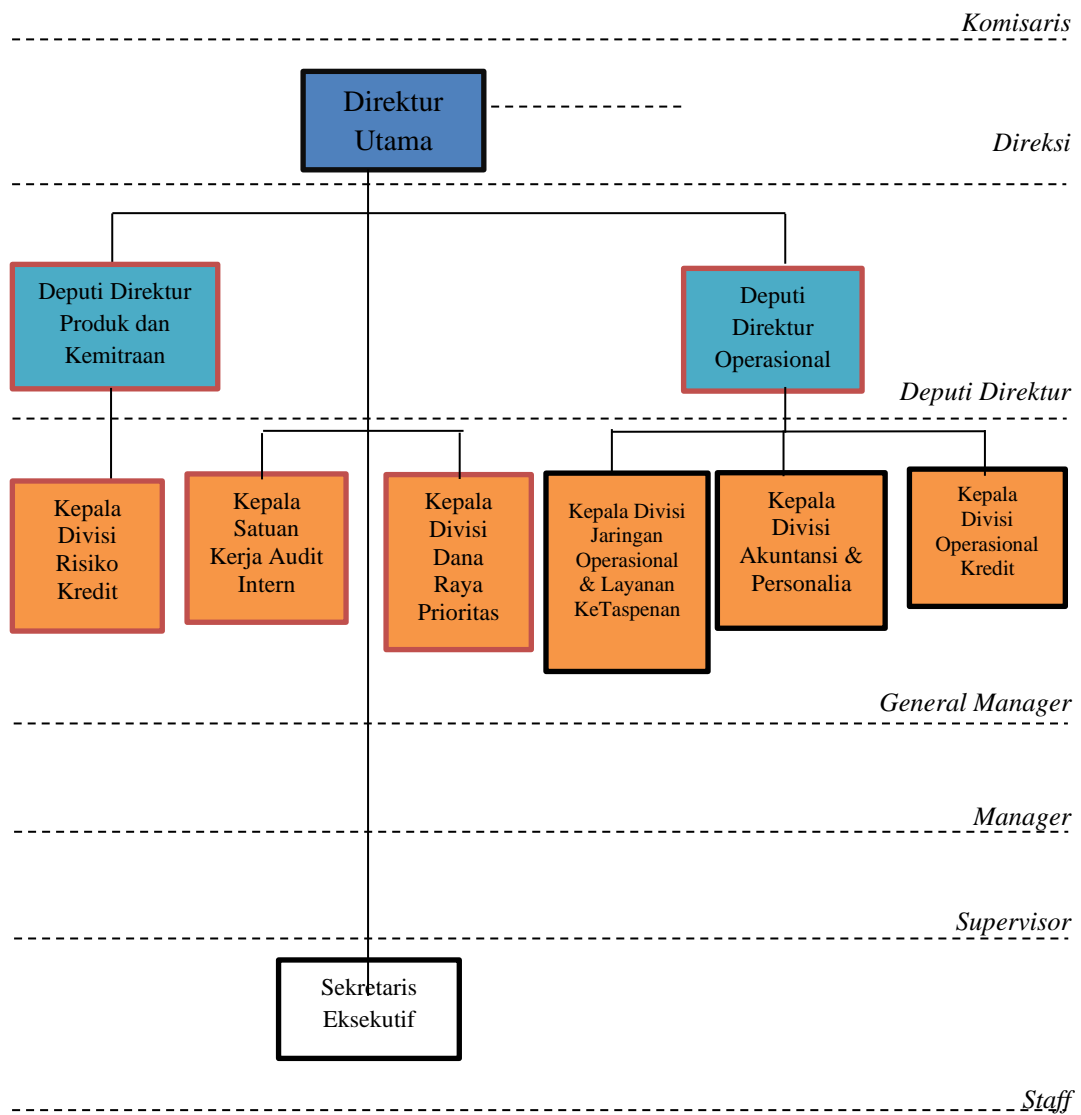 Komisaris
Direktur
Utama
Direksi
Deputi Direktur
Produk dan
Kemitraan
Deputi
Direktur
Operasional
Deputi Direktur
Kepala
Divisi
Risiko
Kredit
Kepala
Satuan
Kerja Audit
Intern
Kepala
Divisi
Dana
Raya
Prioritas
Kepala Divisi
Jaringan
Operasional
& Layanan
KeTaspenan
Kepala
Divisi
Akuntansi &
Personalia
Kepala
Divisi
Operasional
Kredit
General Manager
Manager
Supervisor
Sekretaris
Eksekutif
Staff